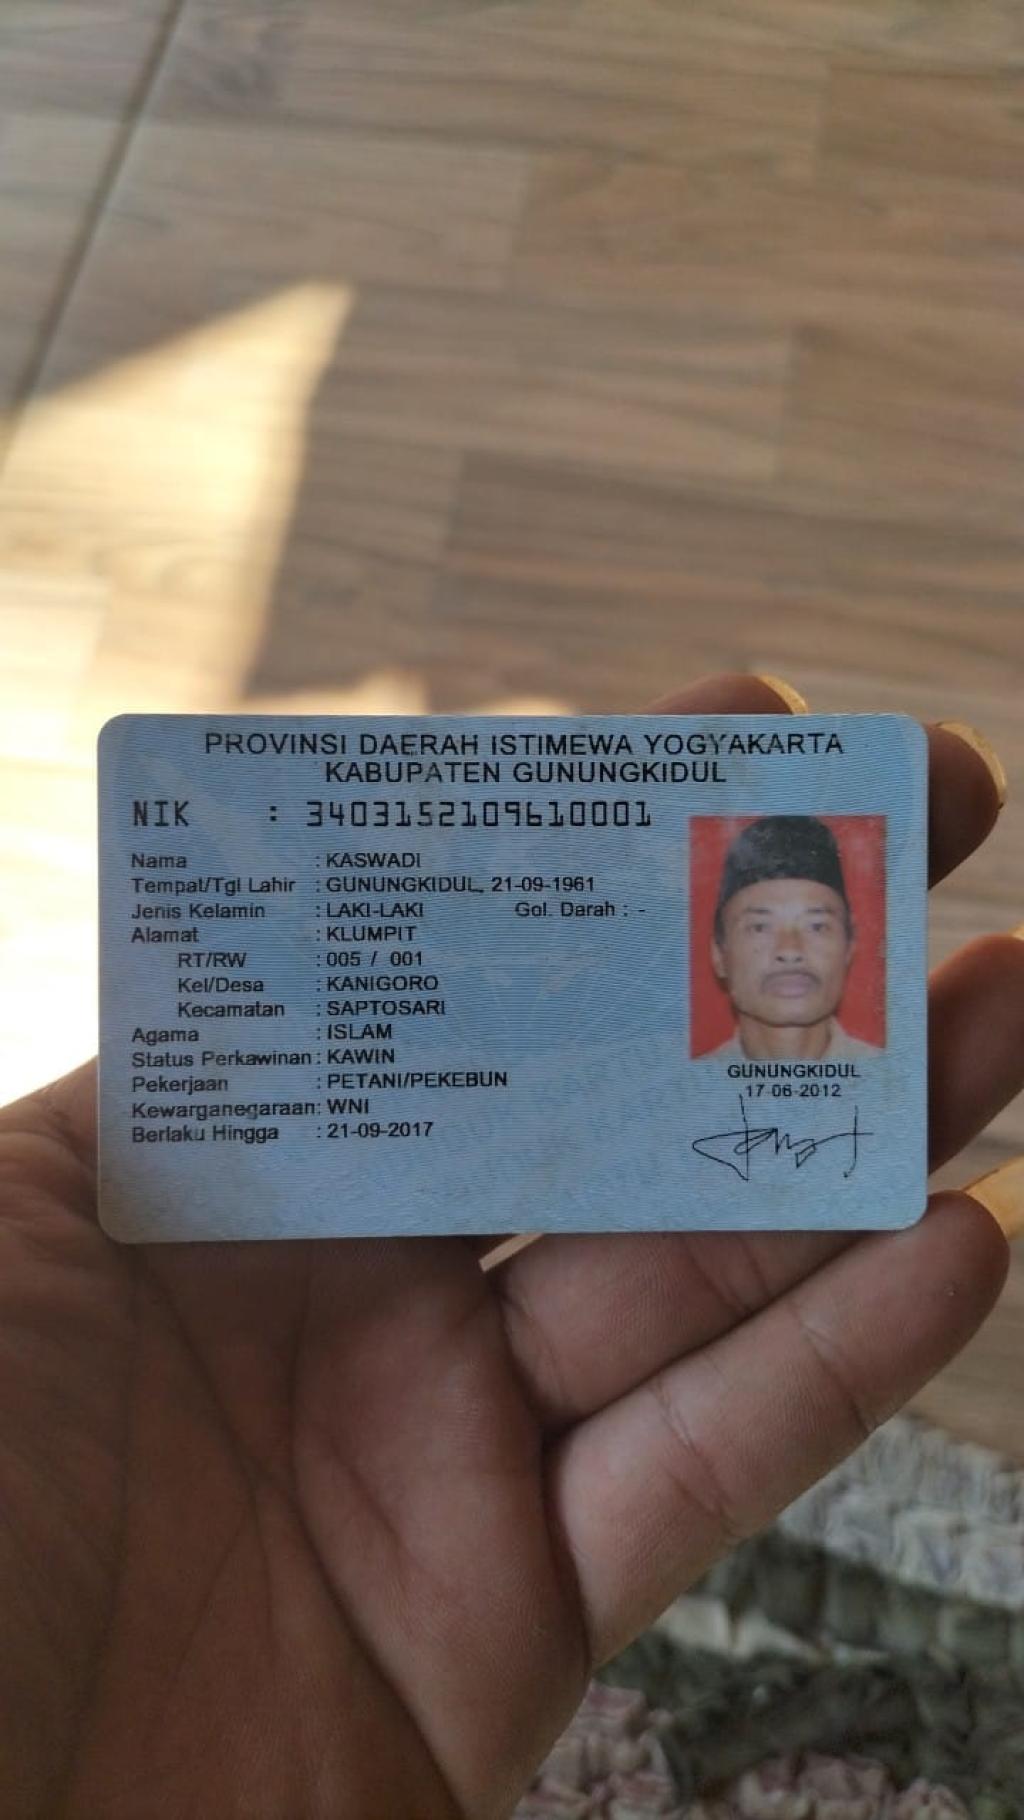 PROVINSI DAERAH ISTIMEWA YOGYAKARTA
KABUPATEN GUNUNGKIDUL
NIK : 3403152109610001
Nama : KASWADI
Tempat/Tgl Lahir : GUNUNGKIDUL, 21-09-1961
Jenis Kelamin : LAKI-LAKI Gol. Darah : -
Alamat : KLUMPIT
RT/RW : 005 / 001
Kel/Desa : KANIGORO
Kecamatan : SAPTOSARI
Agama : ISLAM
Status Perkawinan : KAWIN
Pekerjaan : PETANI/PEKEBUN
Kewarganegaraan : WNI
Berlaku Hingga : 21-09-2017
GUNUNGKIDUL
17-06-2012